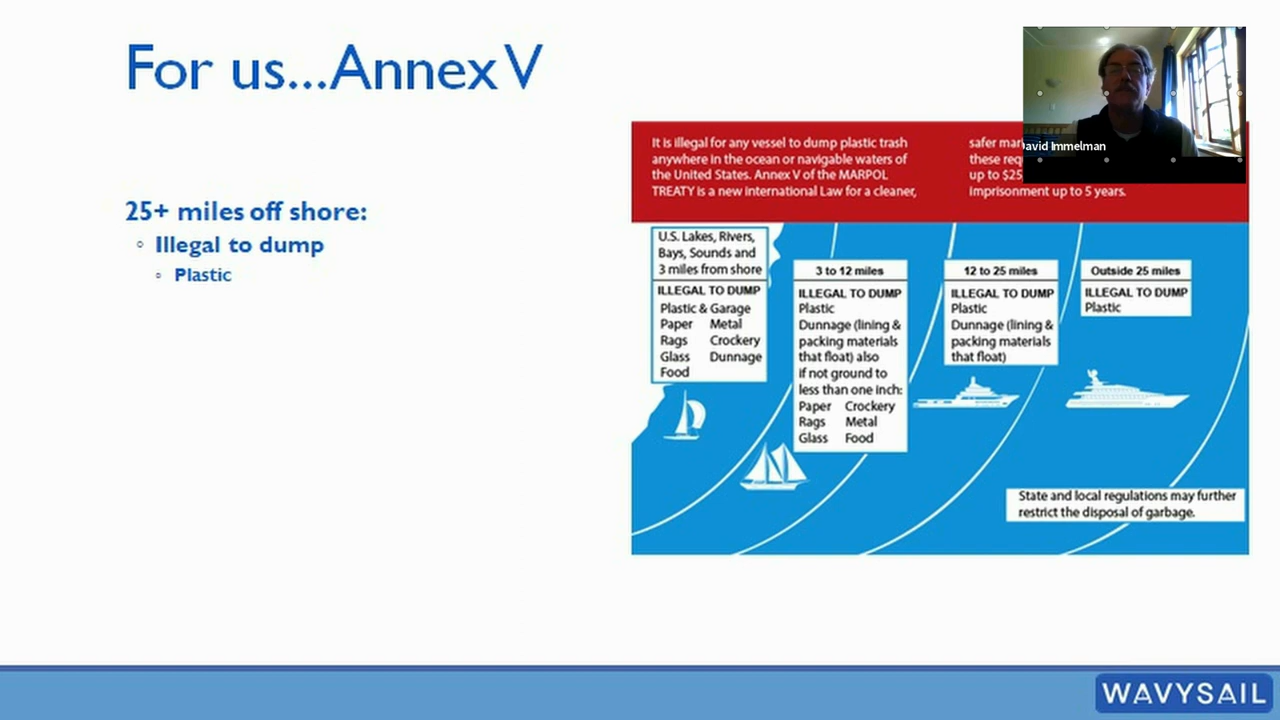 For us...Annex V
25+ miles off shore:
Illegal to dump
Plastic
It is illegal for any vessel to dump plastic trash
anywhere in the ocean or navigable waters of
the United States. Annex V of the MARPOL
TREATY is a new international Law for a cleaner,
safer mar
these req
up to $25
imprisonment up to 5 years.
David Immelman
U.S. Lakes, Rivers,
Bays, Sounds and
3 miles from shore
ILLEGAL TO DUMP
Plastic & Garage
Paper Metal
Rags Crockery
Glass Dunnage
Food
3 to 12 miles
ILLEGAL TO DUMP
Plastic
Dunnage (lining &
packing materials
that float) also
if not ground to
less than one inch:
Paper Crockery
Rags Metal
Glass Food
12 to 25 miles
ILLEGAL TO DUMP
Plastic
Dunnage (lining &
packing materials
that float)
Outside 25 miles
ILLEGAL TO DUMP
Plastic
State and local regulations may further
restrict the disposal of garbage.
WAVYSAIL